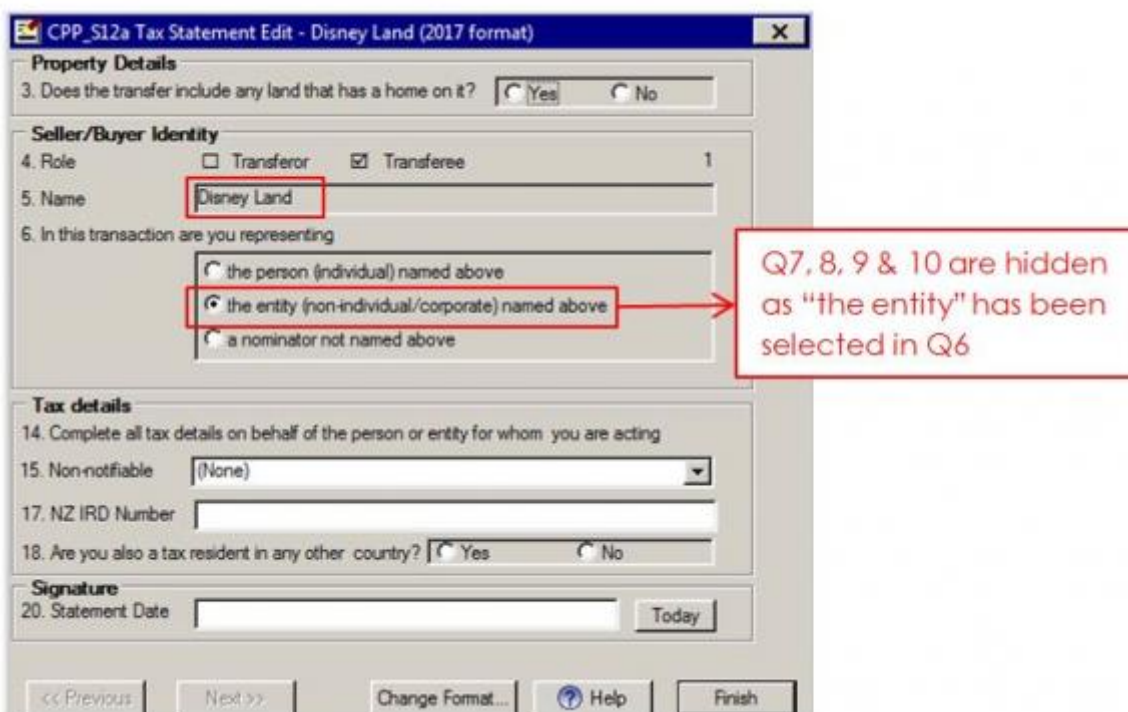 CPP_S12a Tax Statement Edit - Disney Land (2017 format)
Property Details
3. Does the transfer include any land that has a home on it? Yes No
Seller/Buyer Identity
4. Role Transferor Transferee 1
5. Name Disney Land
6. In this transaction are you representing
the person (individual) named above
the entity (non-individual/corporate) named above
a nominator not named above
Q7, 8, 9 & 10 are hidden
as “the entity” has been
selected in Q6
Tax details
14. Complete all tax details on behalf of the person or entity for whom you are acting
15. Non-notifiable (None)
17. NZ IRD Number
18. Are you also a tax resident in any other country? Yes No
Signature
20. Statement Date Today
<< Previous Next >> Change Format... Help Finish